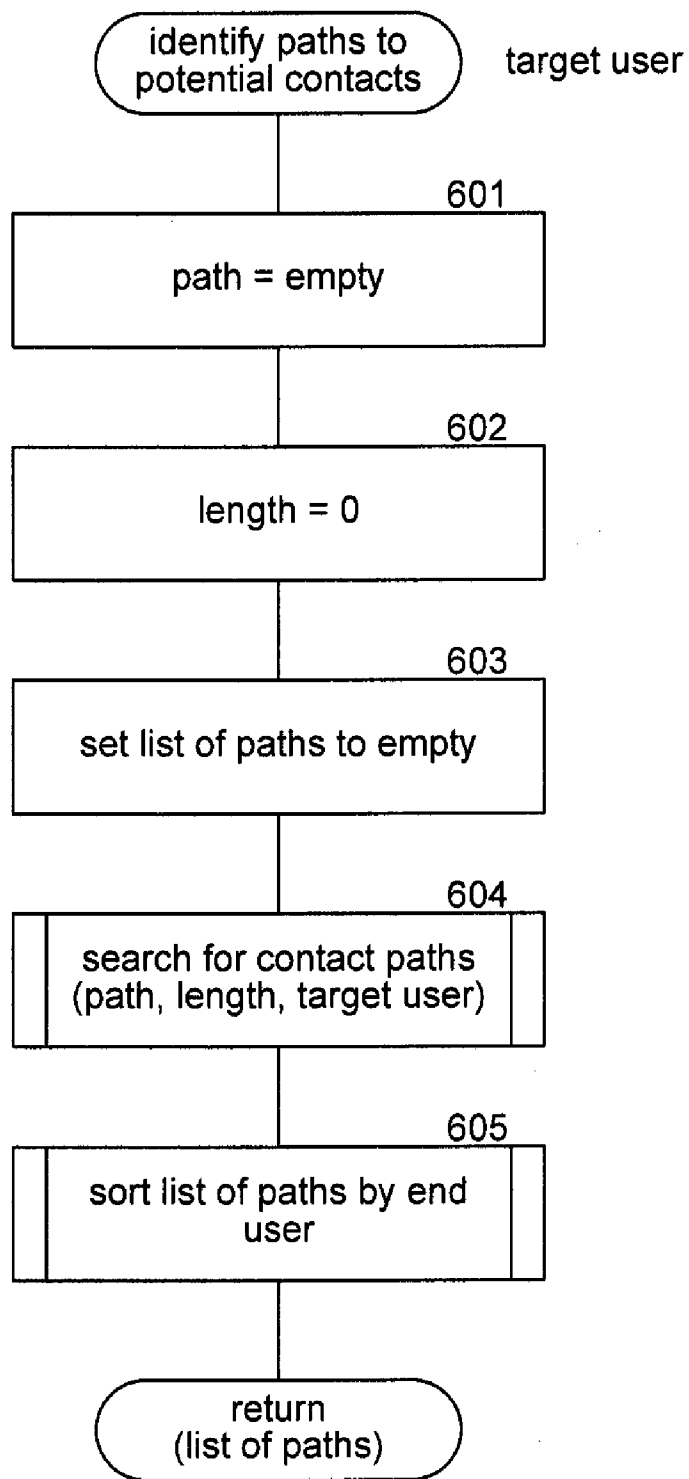 identify paths to
potential contacts
target user
601
path = empty
602
length = 0
603
set list of paths to empty
604
search for contact paths
(path, length, target user)
605
sort list of paths by end
user
return
(list of paths)